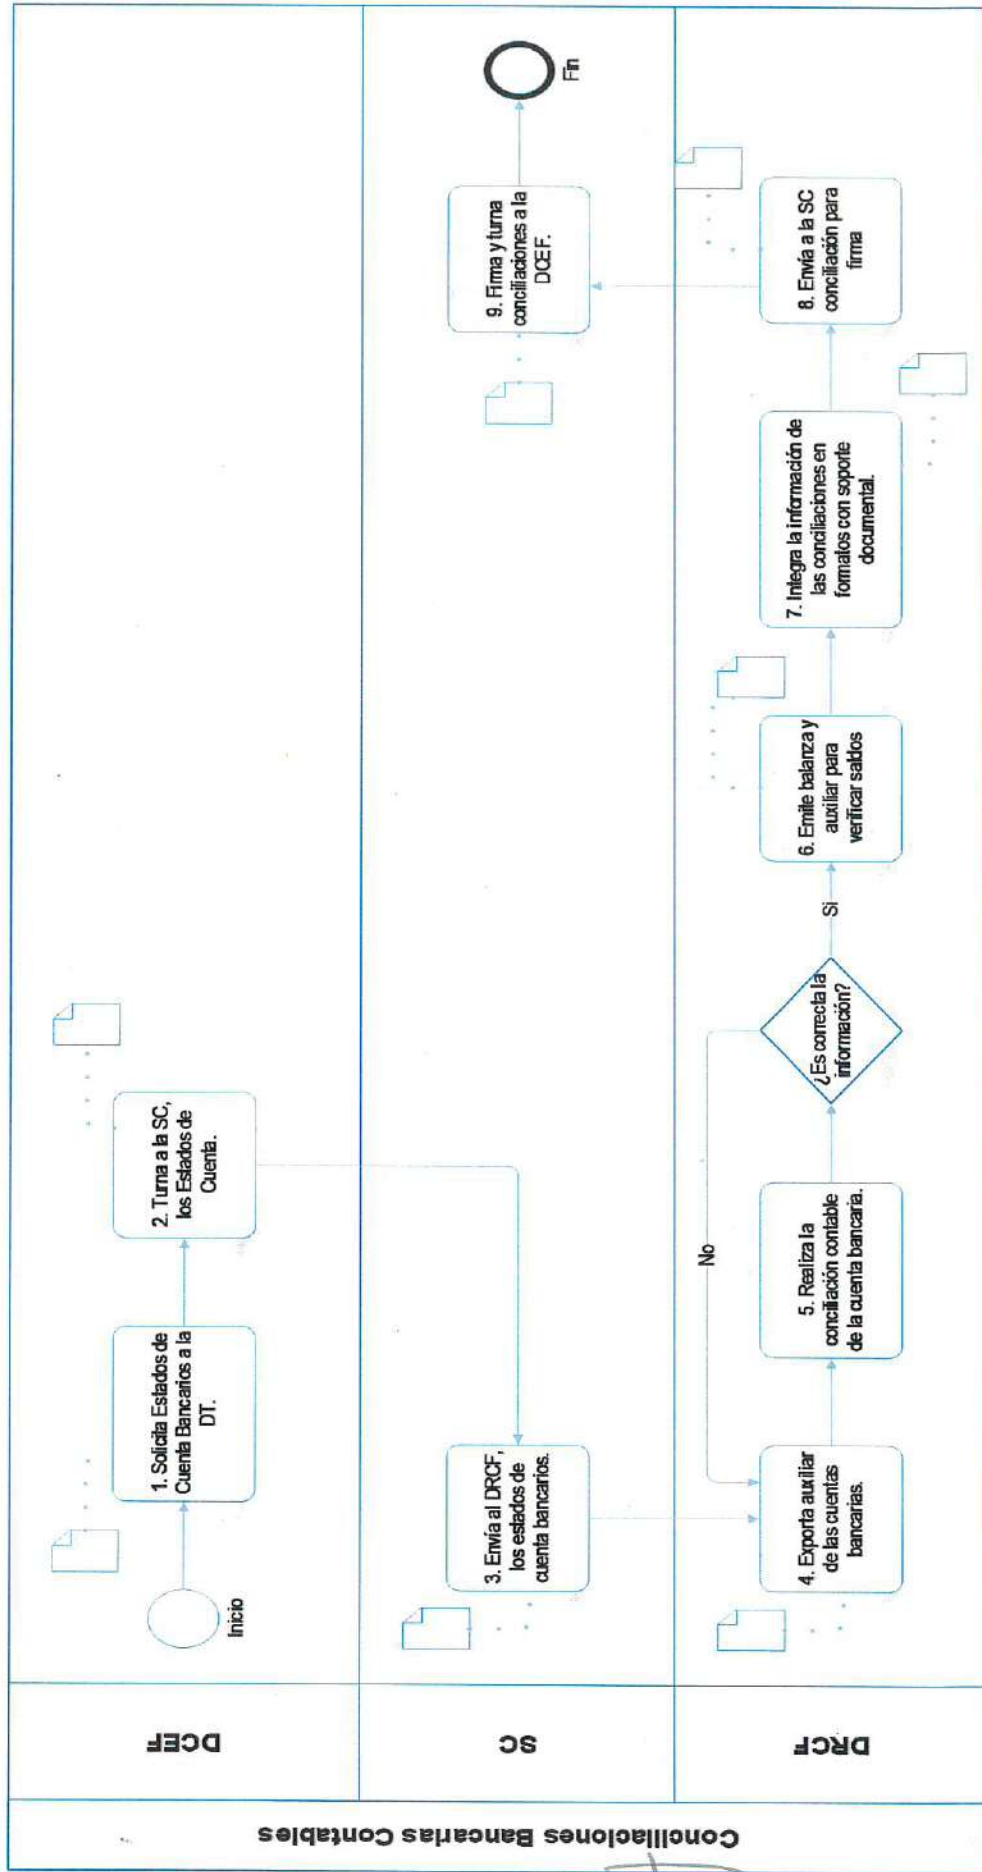 Conciliaciones Bancarias Contables
DCEF
Inicio
1. Solicita Estados de
Cuenta Bancarios a la
DT.
2. Turna a la SC,
los Estados de
Cuenta.
SC
3. Envía al DRCF,
los estados de
cuenta bancarios.
9. Firma y turna
conciliaciones a la
DCEF.
Fin
DRCF
4. Exporta auxiliar
de las cuentas
bancarias.
5. Realiza la
conciliación contable
de la cuenta bancaria.
¿Es correcta la
información?
No
Si
6. Emite balanza y
auxiliar para
verificar saldos
7. Integra la información de
las conciliaciones en
formatos con soporte
documental.
8. Envía a la SC
conciliación para
firma